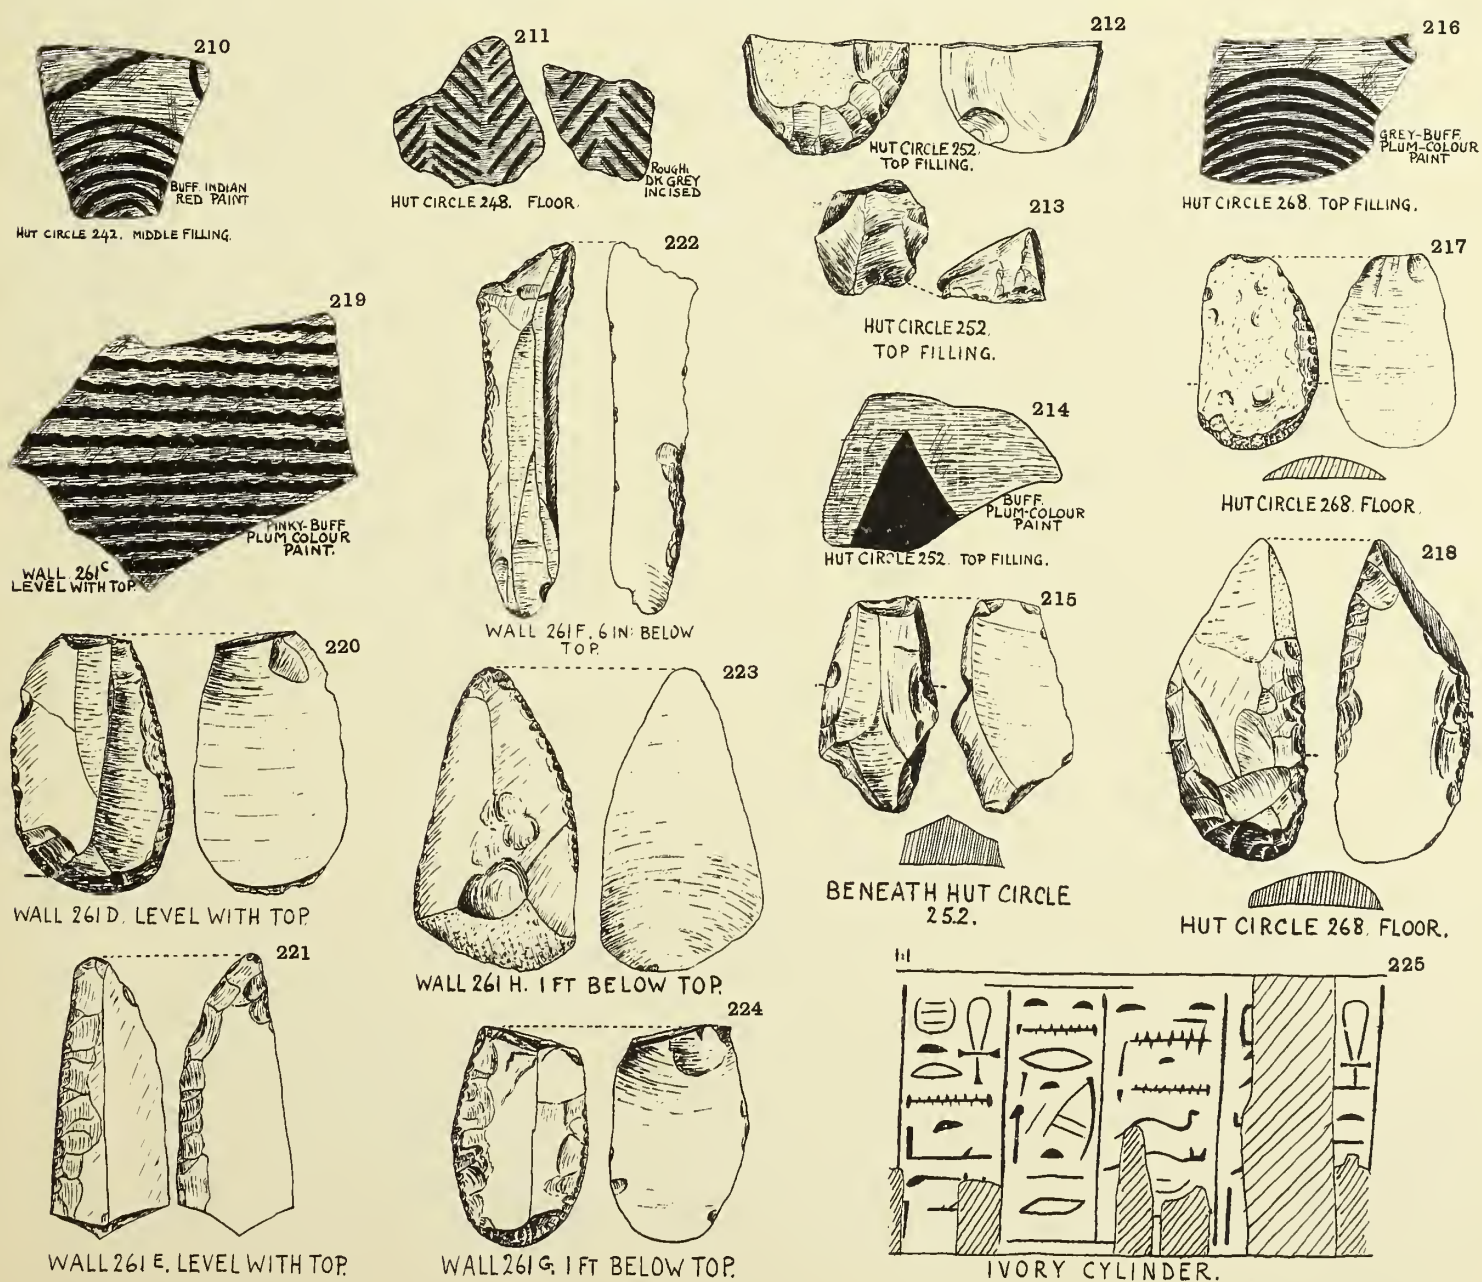 210
BUFF. INDIAN
RED PAINT
HUT CIRCLE 242. MIDDLE FILLING.
211
ROUGH:
DK GREY
INCISED
HUT CIRCLE 248. FLOOR.
212
HUT CIRCLE 252.
TOP FILLING.
213
HUT CIRCLE 252.
TOP FILLING.
214
BUFF.
PLUM-COLOUR
PAINT
HUT CIRCLE 252. TOP FILLING.
215
BENEATH HUT CIRCLE
252.
216
GREY-BUFF.
PLUM-COLOUR
PAINT
HUT CIRCLE 268. TOP FILLING.
217
HUT CIRCLE 268. FLOOR.
218
HUT CIRCLE 268. FLOOR.
219
PINKY-BUFF
PLUM COLOUR
PAINT.
WALL. 261C
LEVEL WITH TOP.
220
WALL 261 D. LEVEL WITH TOP.
221
WALL 261 E. LEVEL WITH TOP.
222
WALL 261 F. 6 IN: BELOW
TOP.
223
WALL 261 H. 1 FT BELOW TOP.
224
WALL 261 G. 1 FT BELOW TOP.
1:1
225
IVORY CYLINDER.